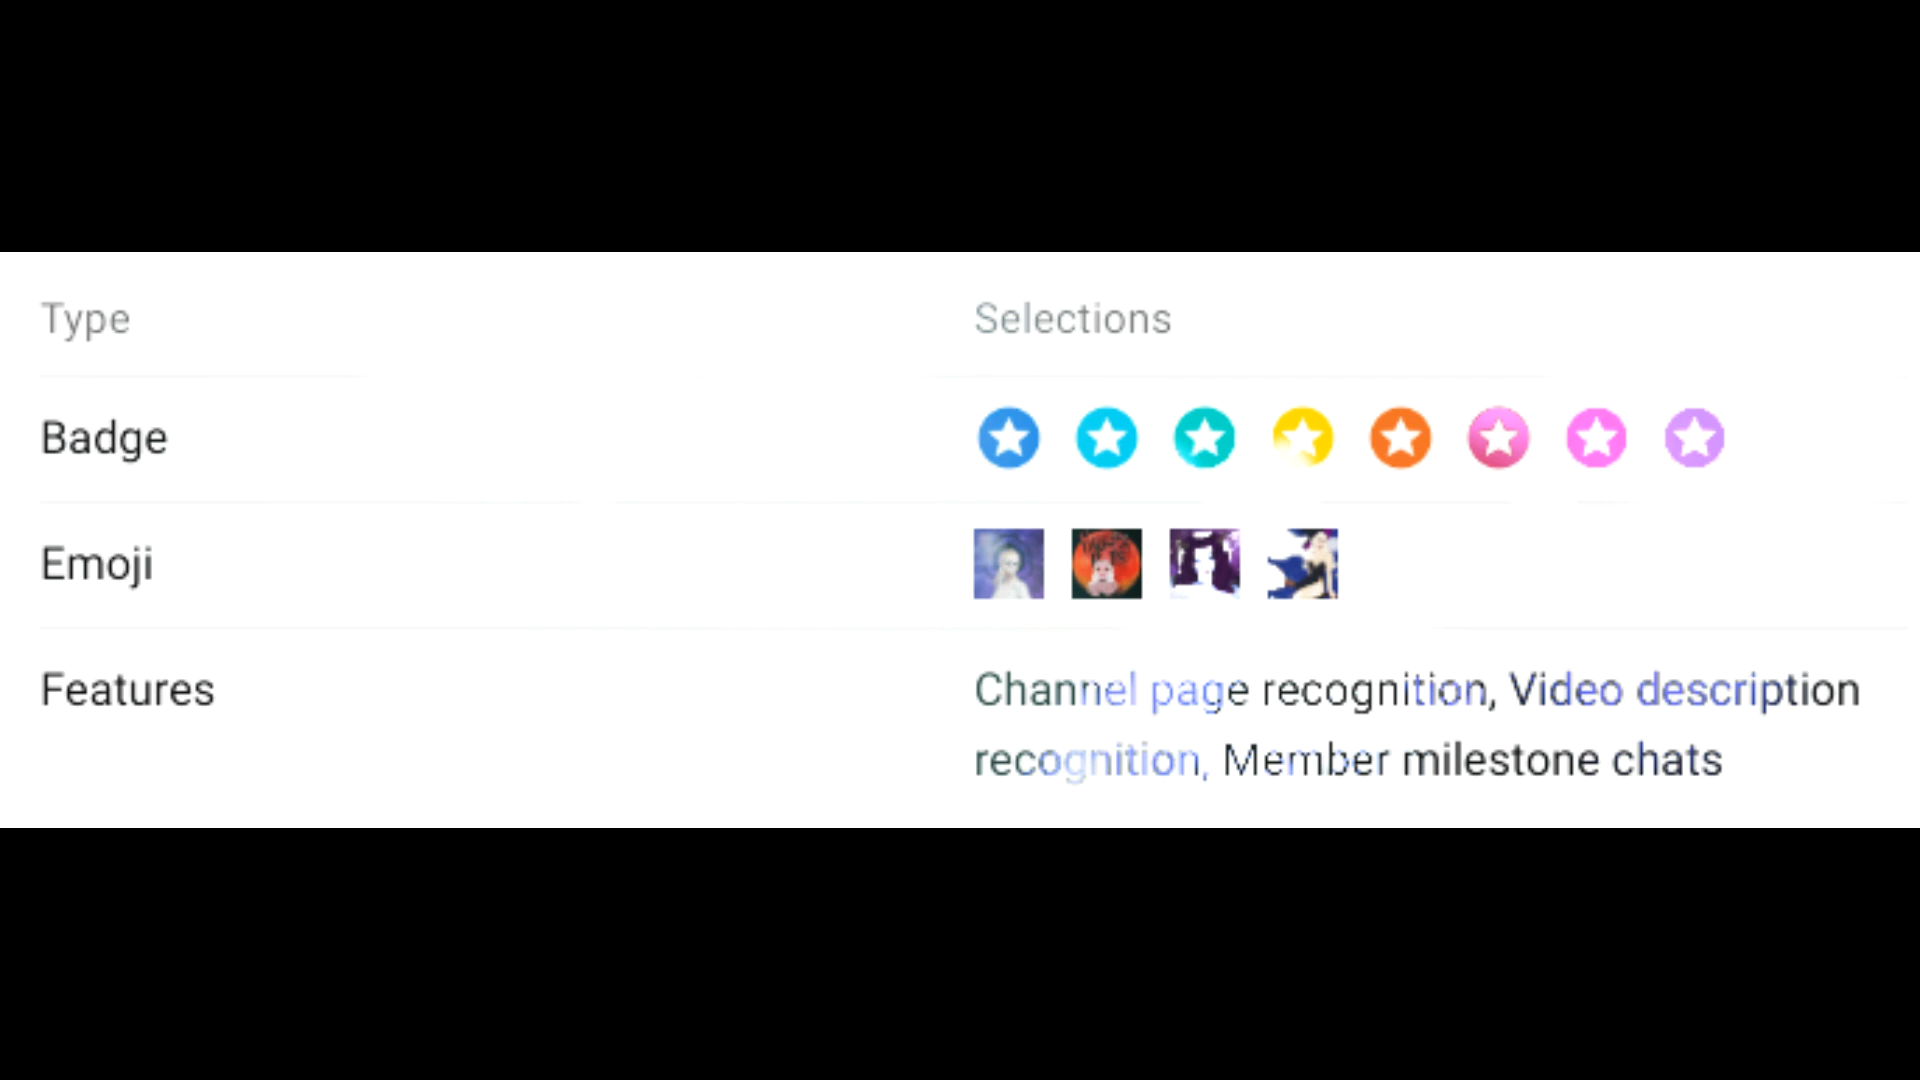 Type Selections
Badge
Emoji
Features Channel page recognition, Video description
recognition, Member milestone chats